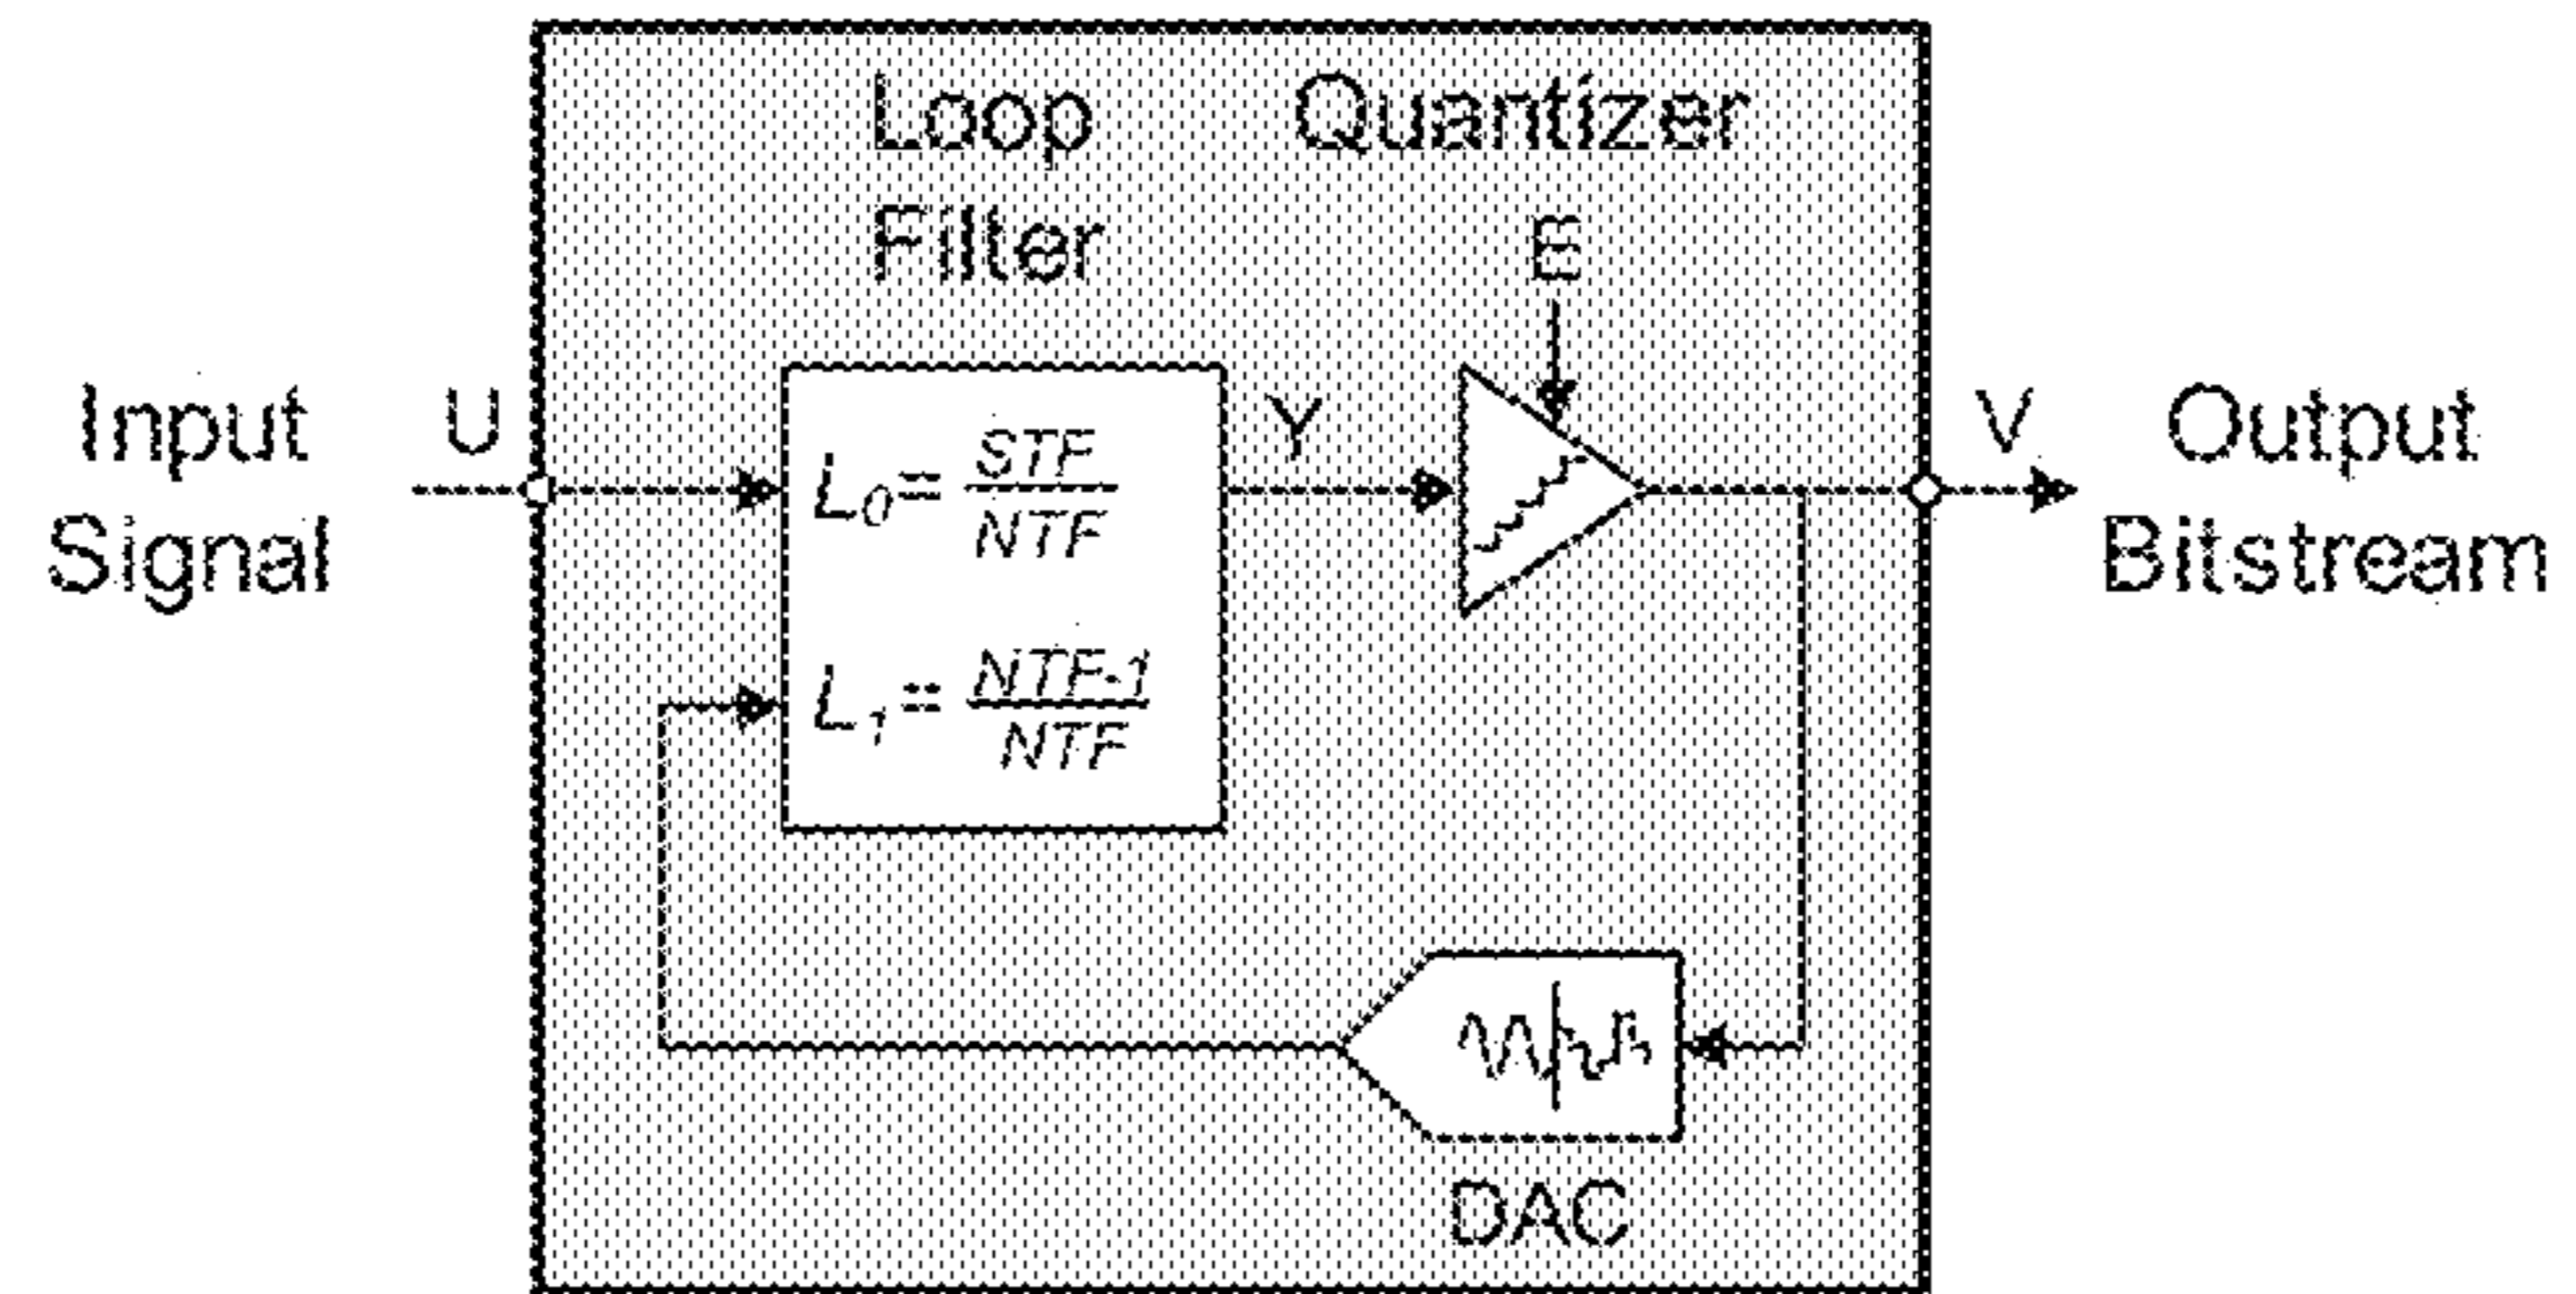 Loop Quantizer
Filter E
Input U
Signal
L0= STF
NTF
Y
V Output
Bitstream
L1= NTF-1
NTF
DAC